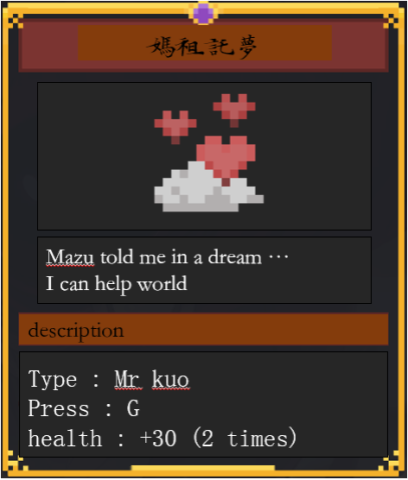 媽祖託夢
Mazu told me in a dream ⋯
I can help world
description
Type : Mr kuo
Press : G
health : +30 (2 times)